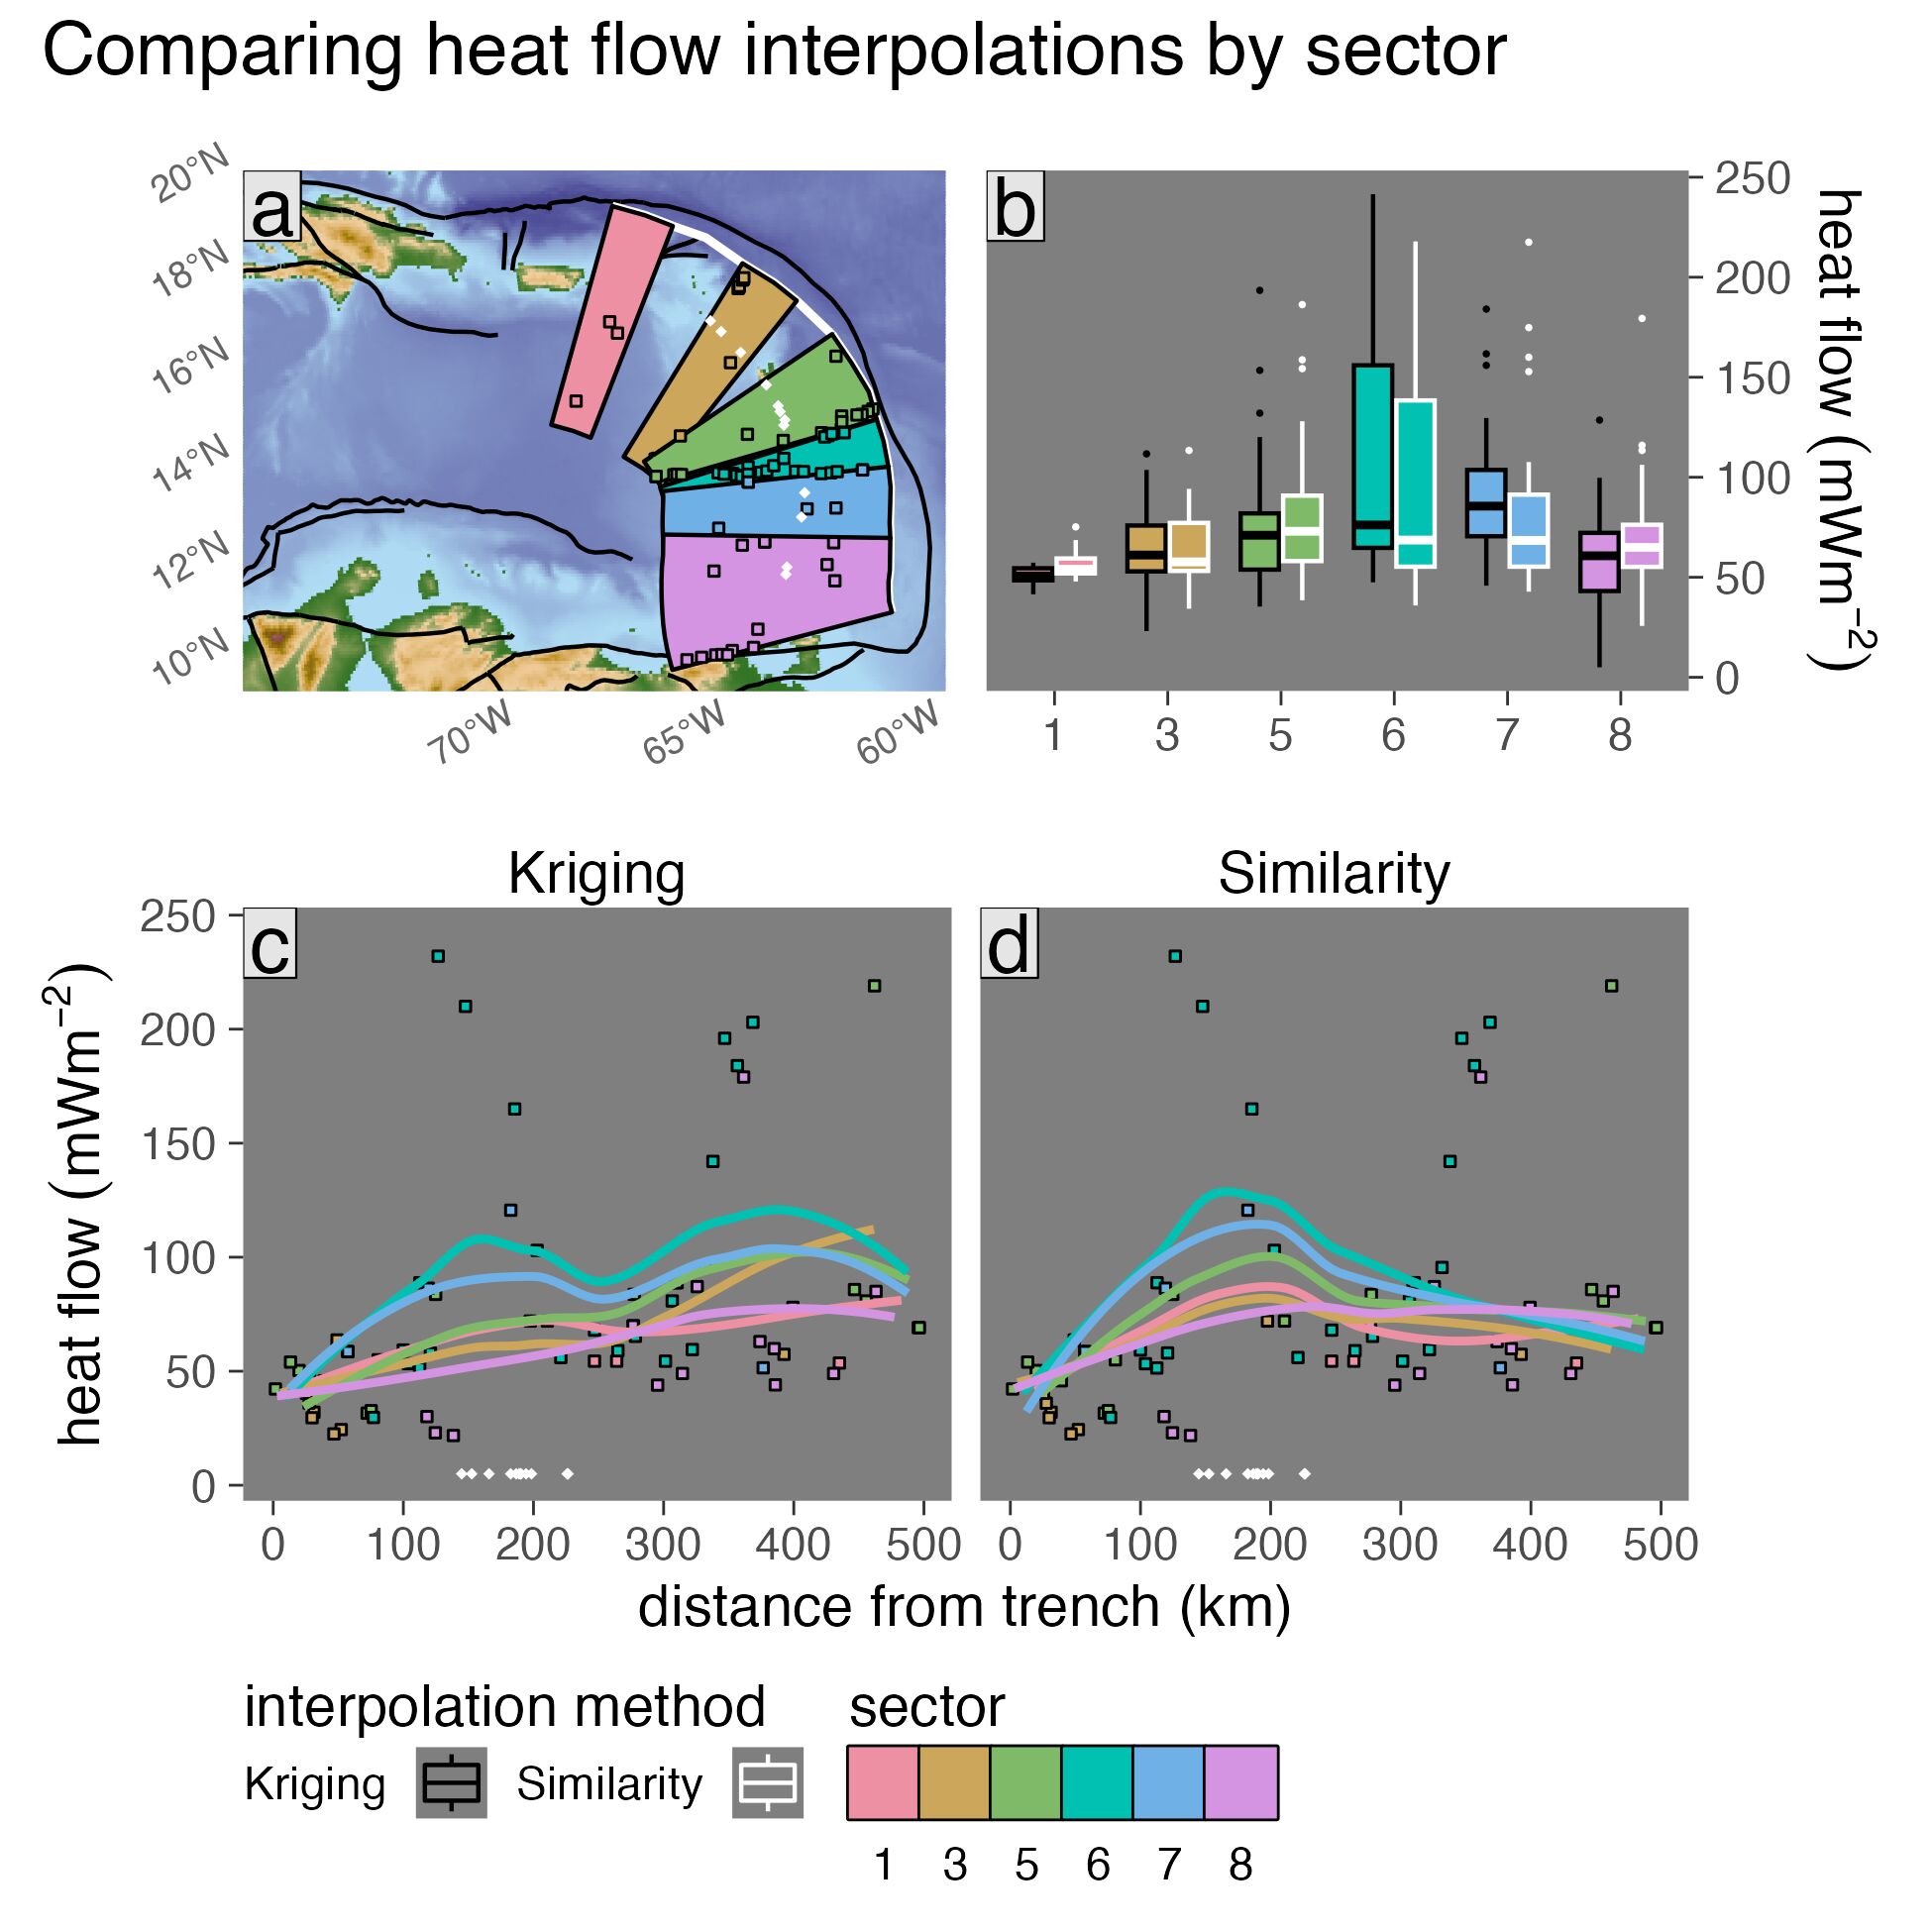 Comparing heat flow interpolations by sector
a
20°N
18°N
16°N
14°N
12°N
10°N
70°W
65°W
60°W
b
250
200
150
100
50
0
heat flow (mWm⁻²)
1 3 5 6 7 8
Kriging
Similarity
c
d
heat flow (mWm⁻²)
250
200
150
100
50
0
0 100 200 300 400 500
0 100 200 300 400 500
distance from trench (km)
interpolation method
Kriging
Similarity
sector
1 3 5 6 7 8